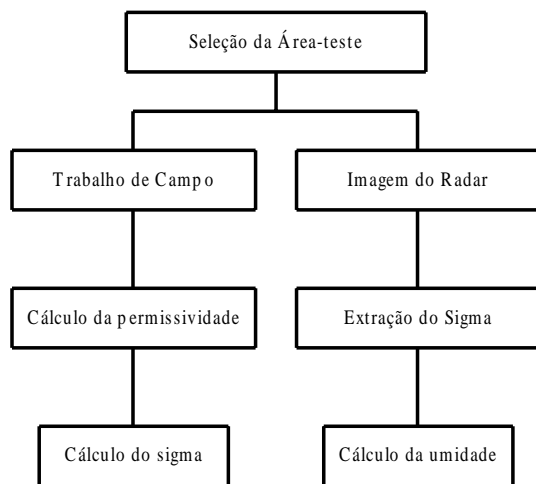 Seleção da Área-teste
Trabalho de Campo
Imagem do Radar
Cálculo da permissividade
Extração do Sigma
Cálculo do sigma
Cálculo da umidade